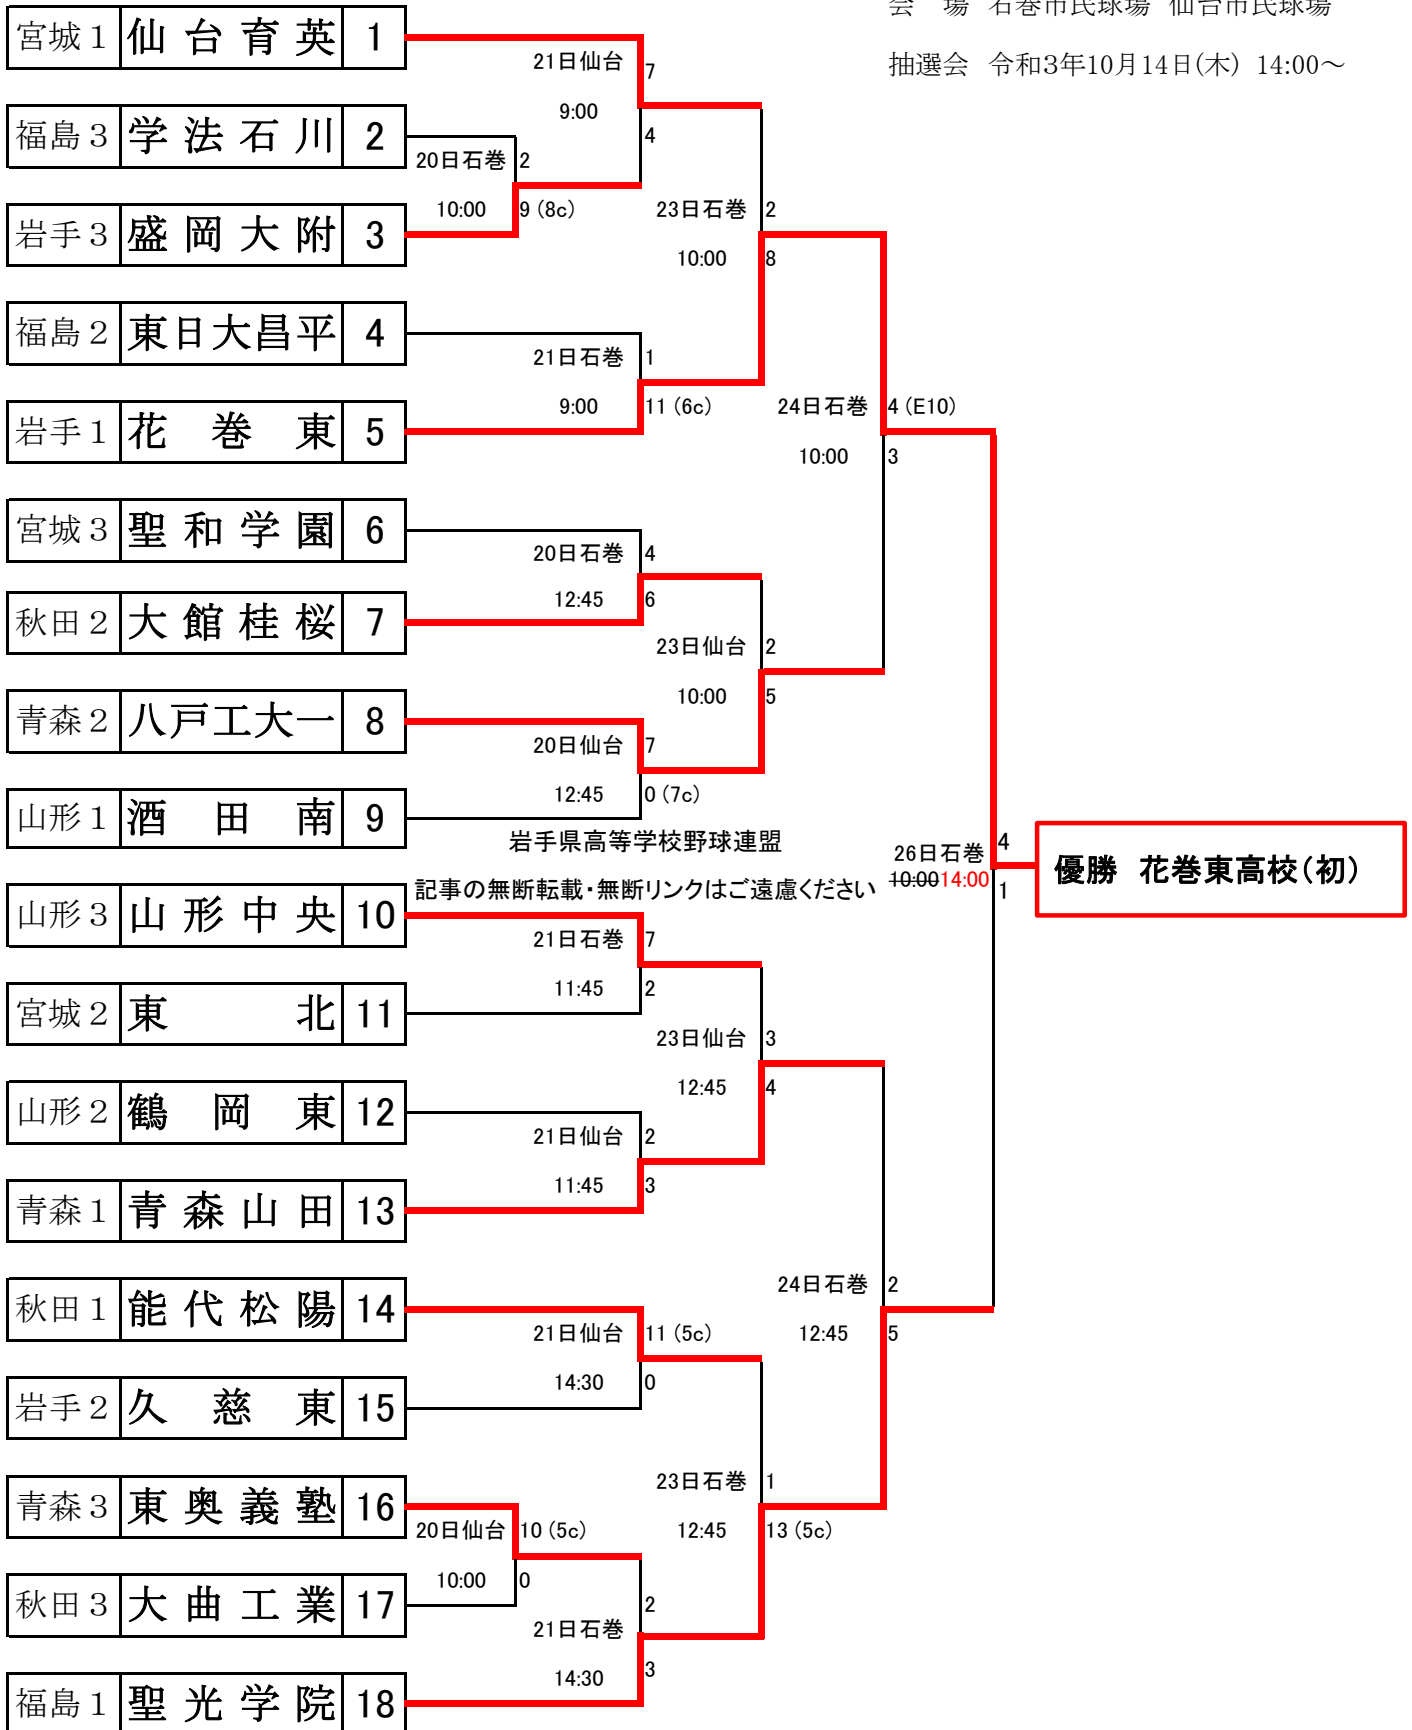 会 場 石巻市民球場 仙台市民球場
抽選会 令和3年10月14日(木) 14:00～
宮城1 仙台育英 1
21日仙台 7
9:00 4
福島3 学法石川 2
20日石巻 2
10:00 9 (8c)
岩手3 盛岡大附 3
23日石巻 2
10:00 8
福島2 東日大昌平 4
21日石巻 1
9:00 11 (6c)
岩手1 花巻東 5
24日石巻 4 (E10)
10:00 3
宮城3 聖和学園 6
20日石巻 4
12:45 6
秋田2 大館桂桜 7
23日仙台 2
10:00 5
青森2 八戸工大一 8
20日仙台 7
12:45 0 (7c)
山形1 酒田南 9
岩手県高等学校野球連盟
記事の無断転載・無断リンクはご遠慮ください
26日石巻 4
10:00 14:00 1
優勝 花巻東高校(初)
山形3 山形中央 10
21日石巻 7
11:45 2
宮城2 東北 11
23日仙台 3
12:45 4
山形2 鶴岡東 12
21日仙台 2
11:45 3
青森1 青森山田 13
24日石巻 2
12:45 5
秋田1 能代松陽 14
21日仙台 11 (5c)
14:30 0
岩手2 久慈東 15
23日石巻 1
12:45 13 (5c)
青森3 東奥義塾 16
20日仙台 10 (5c)
10:00 0
秋田3 大曲工業 17
21日石巻 2
14:30 3
福島1 聖光学院 18